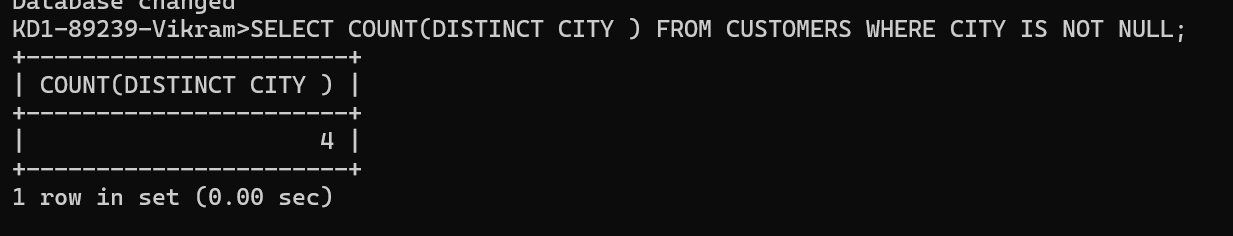 Database changed
KD1-89239-Vikram>SELECT COUNT(DISTINCT CITY ) FROM CUSTOMERS WHERE CITY IS NOT NULL;
+-----------------------+
| COUNT(DISTINCT CITY ) |
+-----------------------+
|                     4 |
+-----------------------+
1 row in set (0.00 sec)